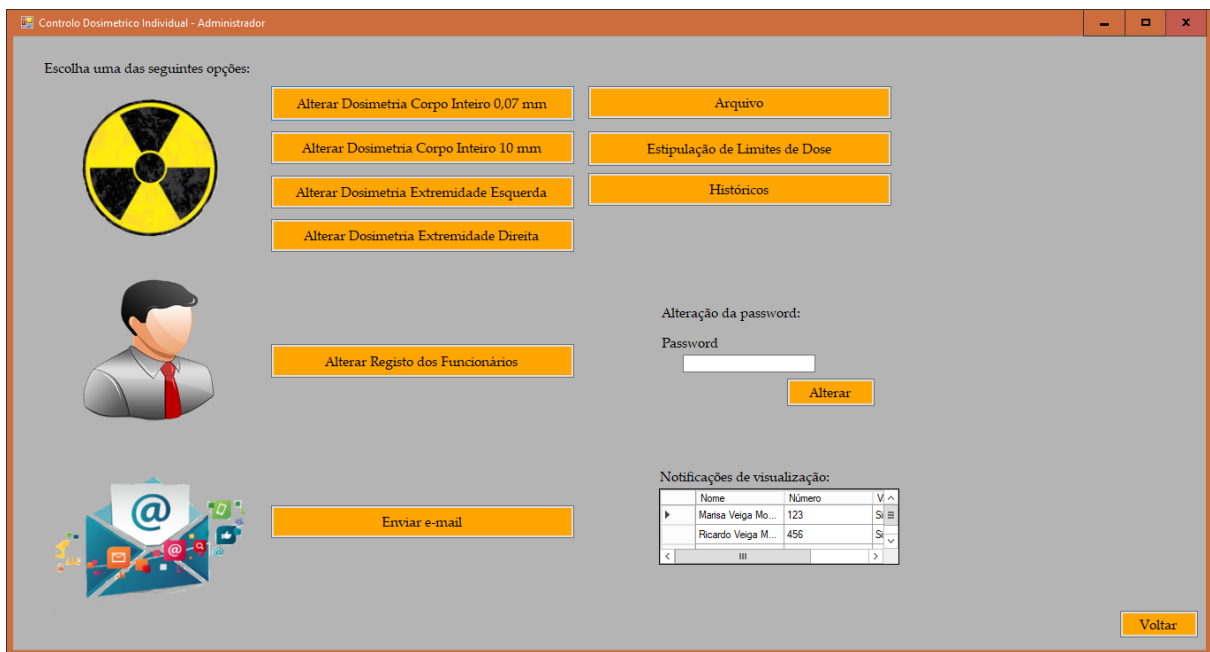 Controlo Dosimetrico Individual - Administrador
Escolha uma das seguintes opções:
Alterar Dosimetria Corpo Inteiro 0,07 mm
Arquivo
Alterar Dosimetria Corpo Inteiro 10 mm
Estipulação de Limites de Dose
Alterar Dosimetria Extremidade Esquerda
Históricos
Alterar Dosimetria Extremidade Direita
Alteração da password:
Password
Alterar Registo dos Funcionários
Alterar
Notificações de visualização:
Nome Número V
Marisa Veiga Mo... 123 Si
Ricardo Veiga M... 456 Si
Enviar e-mail
Voltar